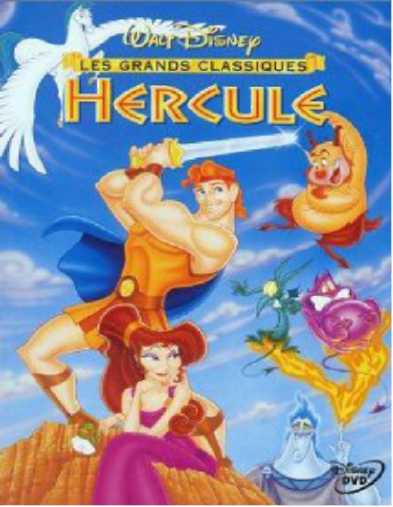 WALT DISNEY
LES GRANDS CLASSIQUES
HERCULE
DISNEY
DVD